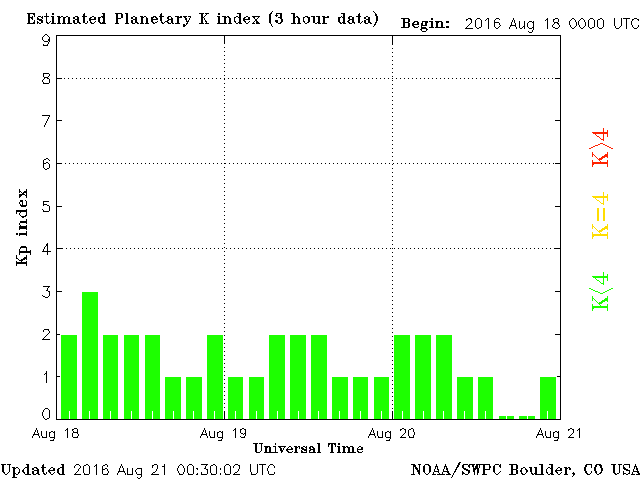 Estimated Planetary K index (3 hour data) Begin: 2016 Aug 18 0000 UTC
9
8
7
6
5
4
3
2
1
0
Kp index
K>4
K=4
K<4
Aug 18 Aug 19 Aug 20 Aug 21
Universal Time
Updated 2016 Aug 21 00:30:02 UTC NOAA/SWPC Boulder, CO USA